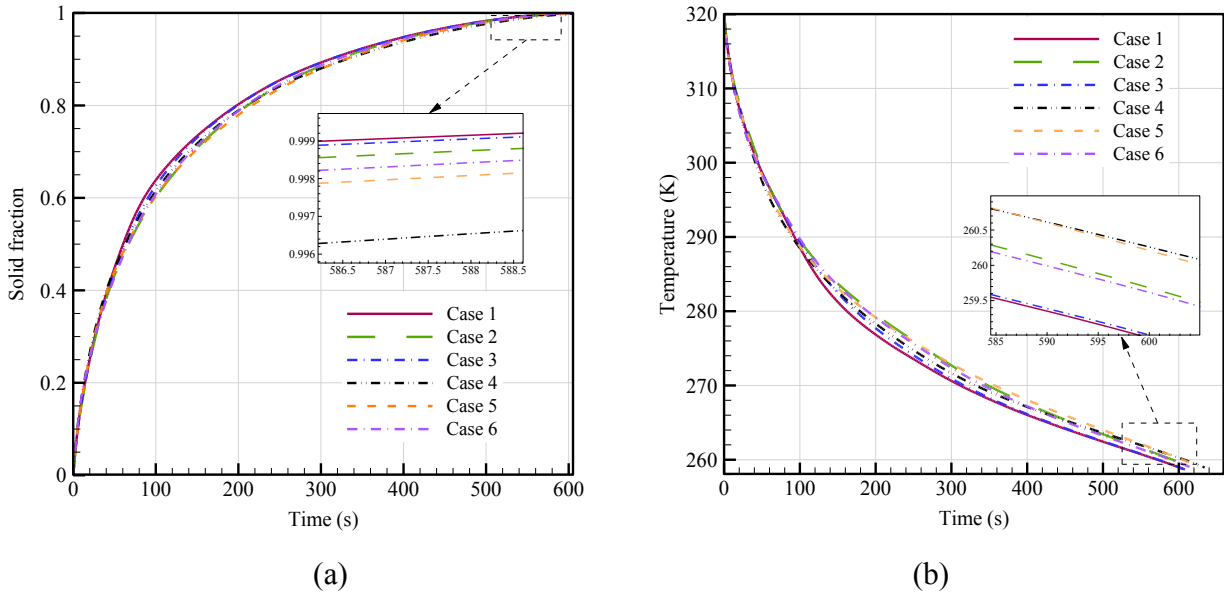 1
0.8
0.6
0.4
0.2
0
Solid fraction
0.999
0.998
0.997
0.996
586.5 587 587.5 588 588.5
Case 1
Case 2
Case 3
Case 4
Case 5
Case 6
0 100 200 300 400 500 600
Time (s)
(a)
320
310
300
290
280
270
260
Temperature (K)
Case 1
Case 2
Case 3
Case 4
Case 5
Case 6
260.5
260
259.5
585 590 595 600
0 100 200 300 400 500 600
Time (s)
(b)